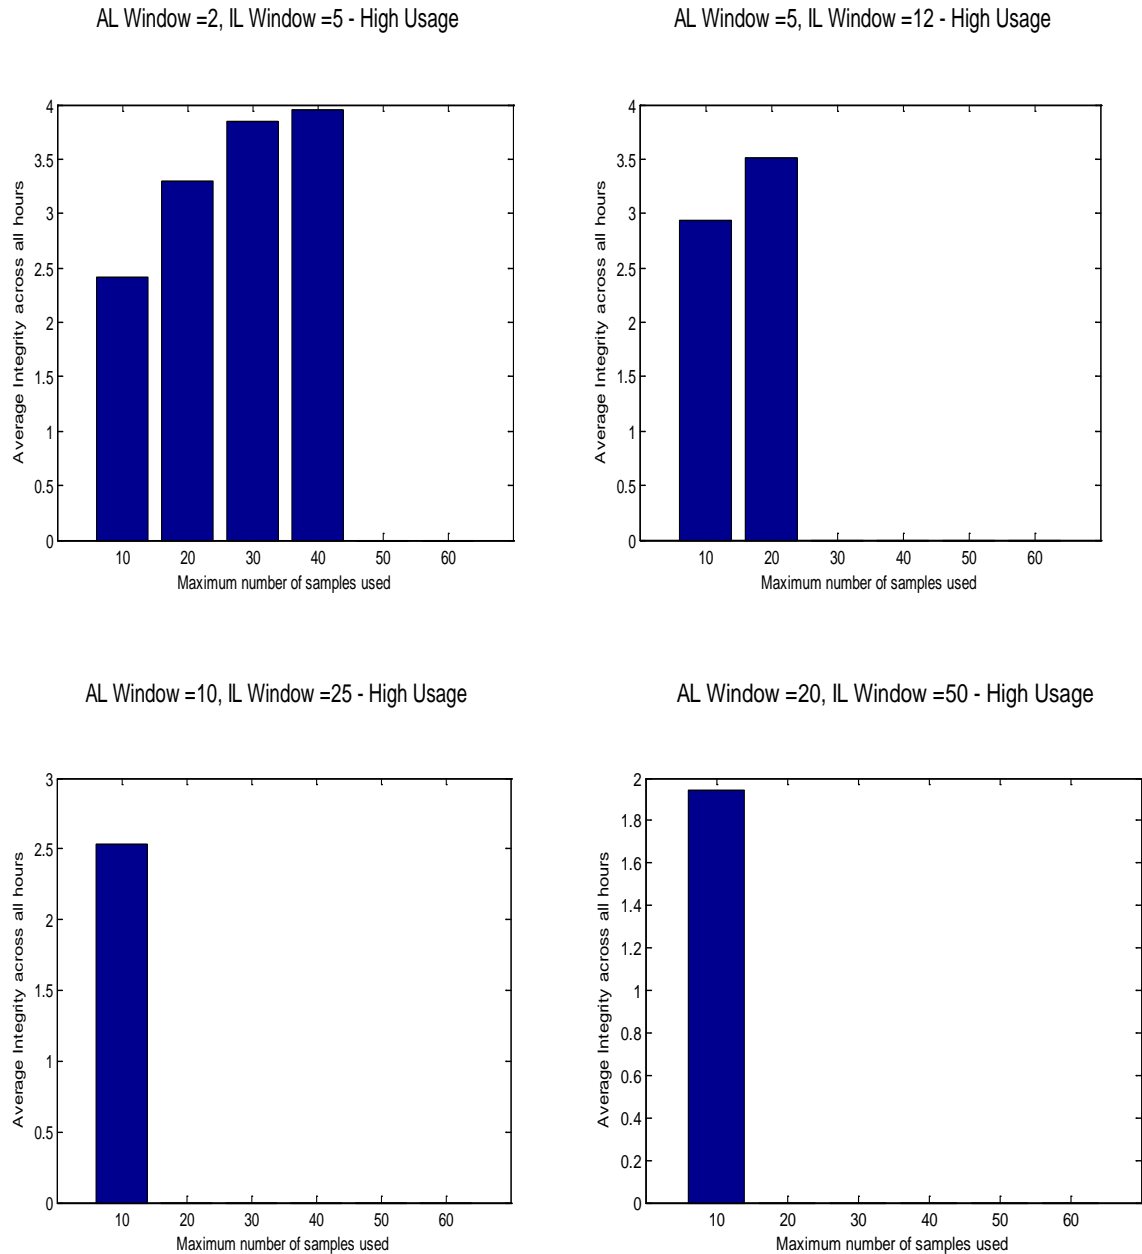 AL Window =2, IL Window =5 - High Usage
Average Integrity across all hours
4
3.5
3
2.5
2
1.5
1
0.5
0
10 20 30 40 50 60
Maximum number of samples used
AL Window =5, IL Window =12 - High Usage
Average Integrity across all hours
4
3.5
3
2.5
2
1.5
1
0.5
0
10 20 30 40 50 60
Maximum number of samples used
AL Window =10, IL Window =25 - High Usage
Average Integrity across all hours
3
2.5
2
1.5
1
0.5
0
10 20 30 40 50 60
Maximum number of samples used
AL Window =20, IL Window =50 - High Usage
Average Integrity across all hours
2
1.8
1.6
1.4
1.2
1
0.8
0.6
0.4
0.2
0
10 20 30 40 50 60
Maximum number of samples used